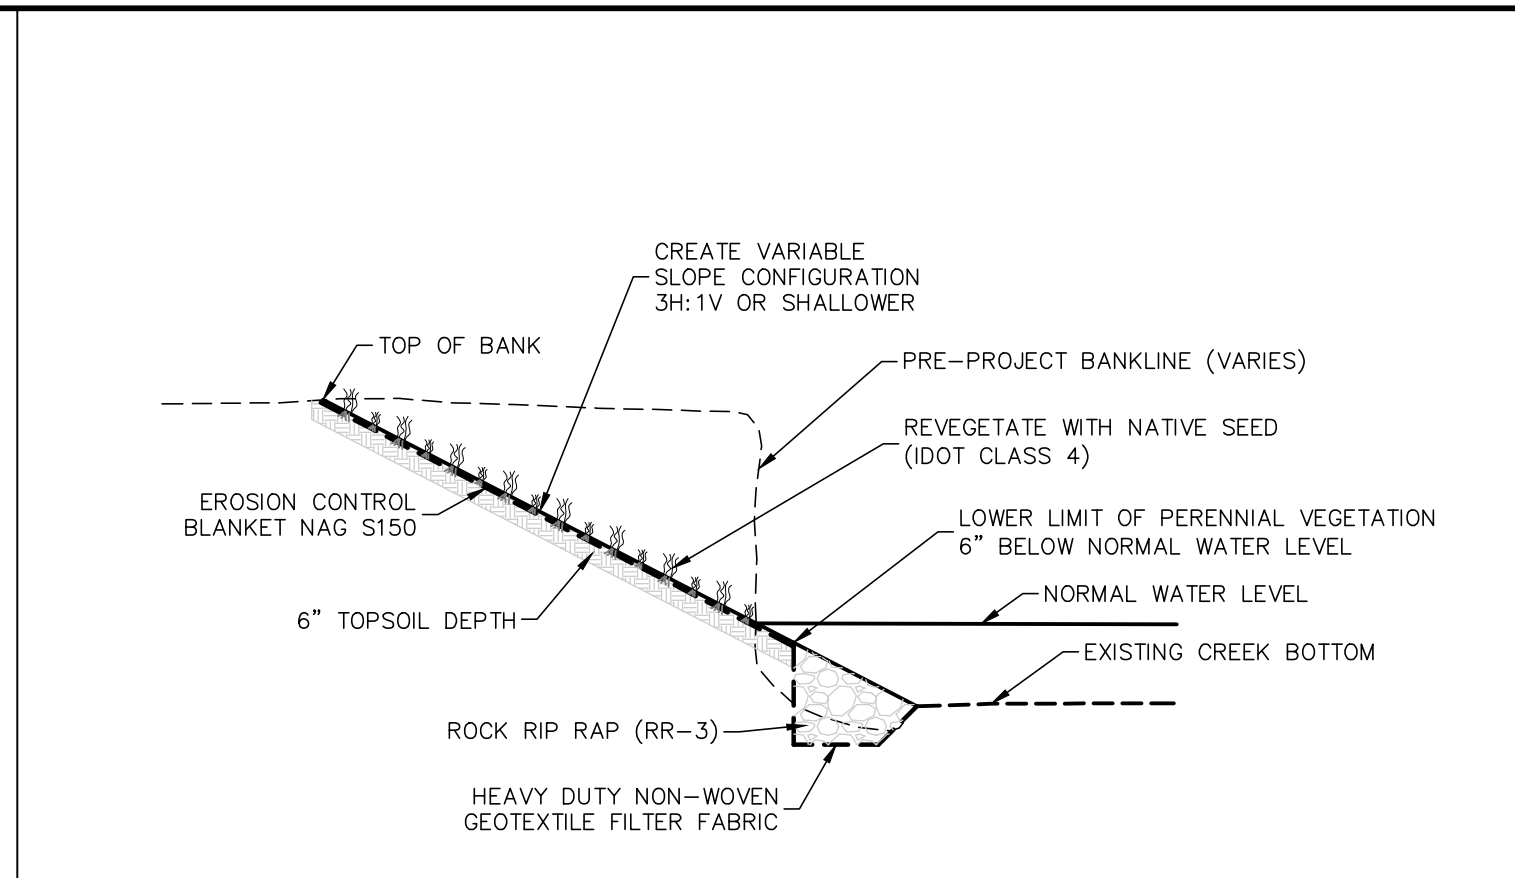 CREATE VARIABLE
SLOPE CONFIGURATION
3H:1V OR SHALLOWER
TOP OF BANK
PRE-PROJECT BANKLINE (VARIES)
REVEGETATE WITH NATIVE SEED
(IDOT CLASS 4)
EROSION CONTROL
BLANKET NAG S150
LOWER LIMIT OF PERENNIAL VEGETATION
6" BELOW NORMAL WATER LEVEL
NORMAL WATER LEVEL
6" TOPSOIL DEPTH
EXISTING CREEK BOTTOM
ROCK RIP RAP (RR-3)
HEAVY DUTY NON-WOVEN
GEOTEXTILE FILTER FABRIC